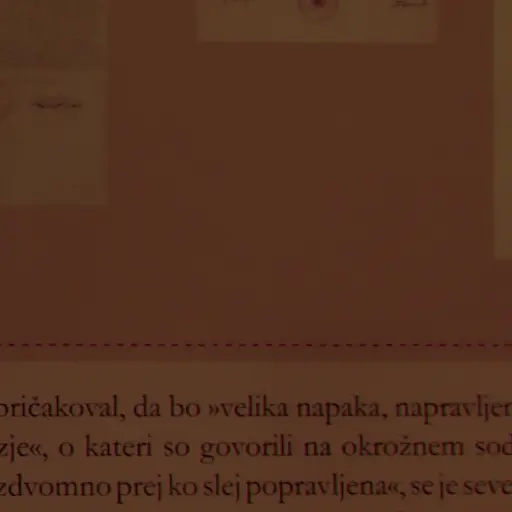 pričakoval, da bo »velika napaka, napravljen
zje«, o kateri so govorili na okrožnem sod
zdvomno prej ko slej popravljena«, se je seve